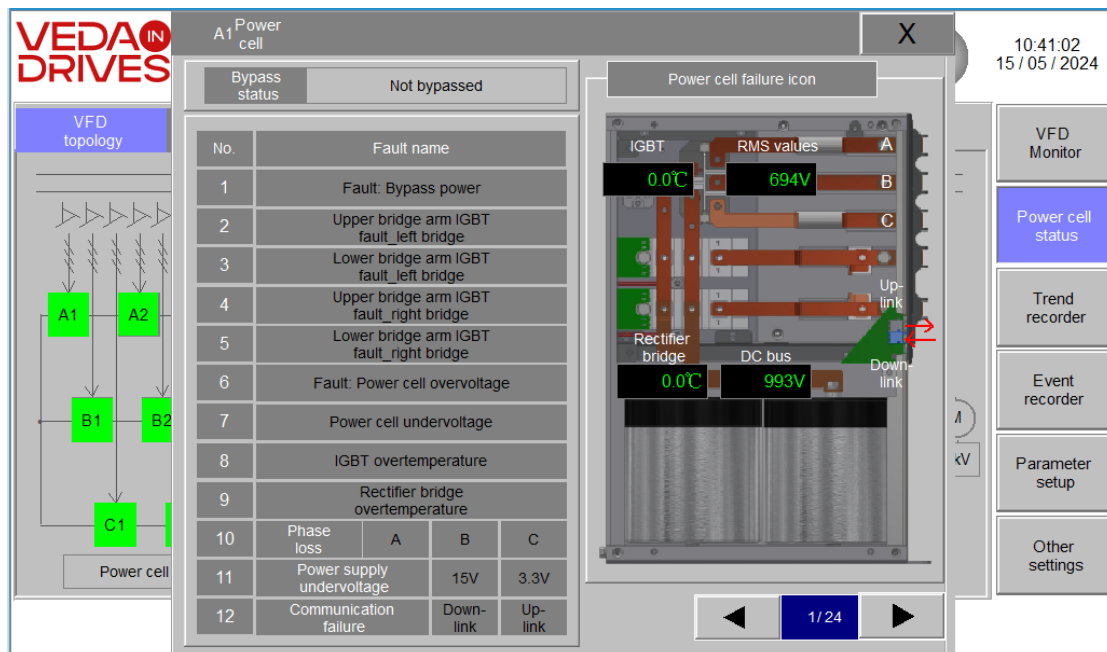 VEDA IN
DRIVES
A1 Power
cell
X
10:41:02
15 / 05 / 2024
VFD
topology
Bypass
status
Not bypassed
No.
Fault name
1
Fault: Bypass power
2
Upper bridge arm IGBT
fault_left bridge
3
Lower bridge arm IGBT
fault_left bridge
4
Upper bridge arm IGBT
fault_right bridge
5
Lower bridge arm IGBT
fault_right bridge
6
Fault: Power cell overvoltage
7
Power cell undervoltage
8
IGBT overtemperature
9
Rectifier bridge
overtemperature
10
Phase
loss
A
B
C
11
Power supply
undervoltage
15V
3.3V
12
Communication
failure
Down-
link
Up-
link
Power cell failure icon
IGBT
RMS values
A
0.0℃
694V
B
C
Up-
link
Rectifier
bridge
DC bus
Down-
link
0.0℃
993V
1/ 24
A1
A2
B1
B2
C1
Power cell
M
kV
VFD
Monitor
Power cell
status
Trend
recorder
Event
recorder
Parameter
setup
Other
settings